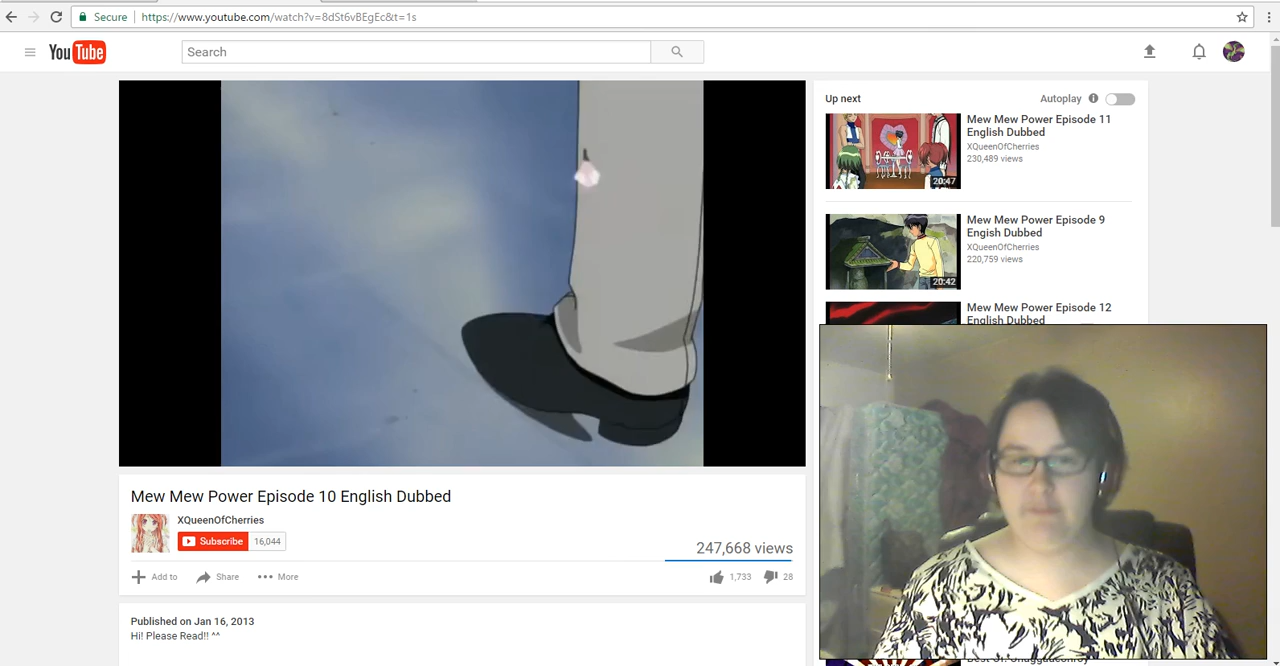 Secure
https://www.youtube.com/watch?v=8dSt6vBEgEc&t=1s
YouTube
Search
Up next
Autoplay
Mew Mew Power Episode 11
English Dubbed
XQueenOfCherries
230,489 views
20:47
Mew Mew Power Episode 9
Engish Dubbed
XQueenOfCherries
220,759 views
20:42
Mew Mew Power Episode 12
English Dubbed
Mew Mew Power Episode 10 English Dubbed
XQueenOfCherries
Subscribe 16,044
247,668 views
Add to
Share
More
1,733
28
Published on Jan 16, 2013
Hi! Please Read!! ^^